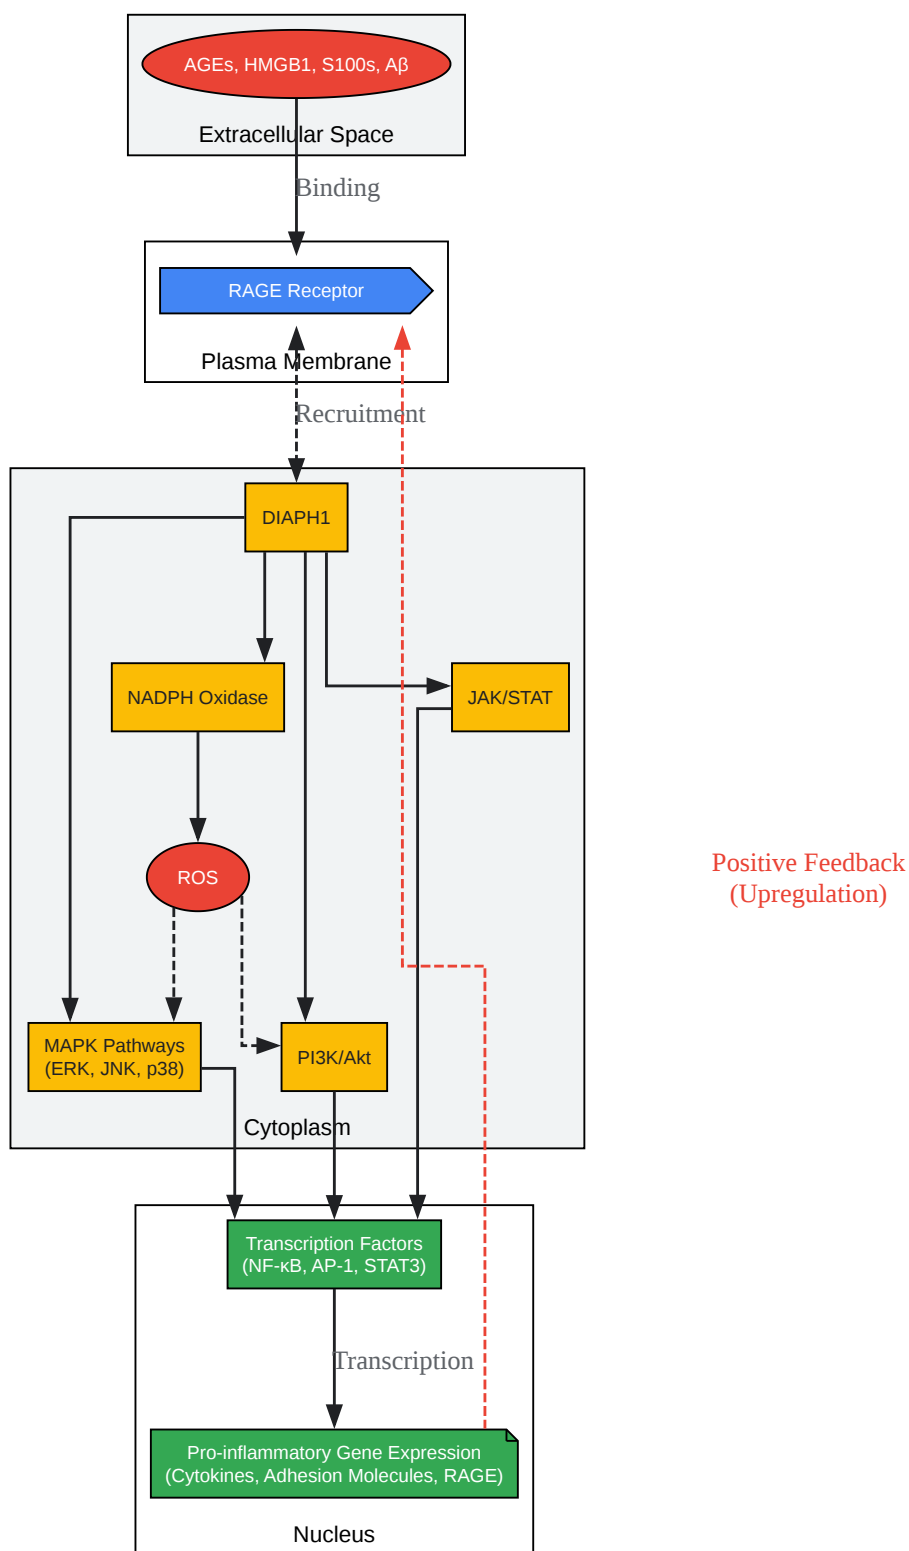 AGEs, HMGB1, S100s, Aβ
Extracellular Space
Binding
RAGE Receptor
Plasma Membrane
Recruitment
DIAPH1
NADPH Oxidase
JAK/STAT
ROS
Positive Feedback
(Upregulation)
MAPK Pathways
(ERK, JNK, p38)
PI3K/Akt
Cytoplasm
Transcription Factors
(NF-κB, AP-1, STAT3)
Transcription
Pro-inflammatory Gene Expression
(Cytokines, Adhesion Molecules, RAGE)
Nucleus